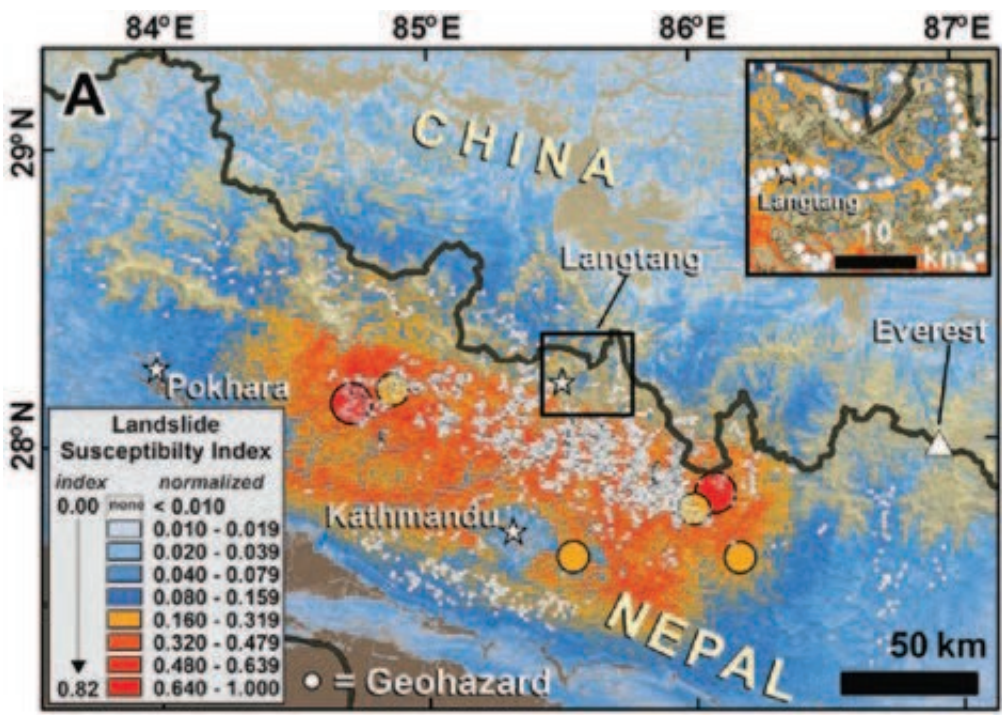 84°E 85°E 86°E 87°E
A
29°N
28°N
CHINA
Langtang
10
km
Langtang
Everest
Pokhara
Landslide
Susceptibilty Index
index normalized
0.00 none < 0.010
0.010 - 0.019
0.020 - 0.039
0.040 - 0.079
0.080 - 0.159
0.160 - 0.319
0.320 - 0.479
0.480 - 0.639
0.82 0.640 - 1.000
Kathmandu
NEPAL
50 km
= Geohazard